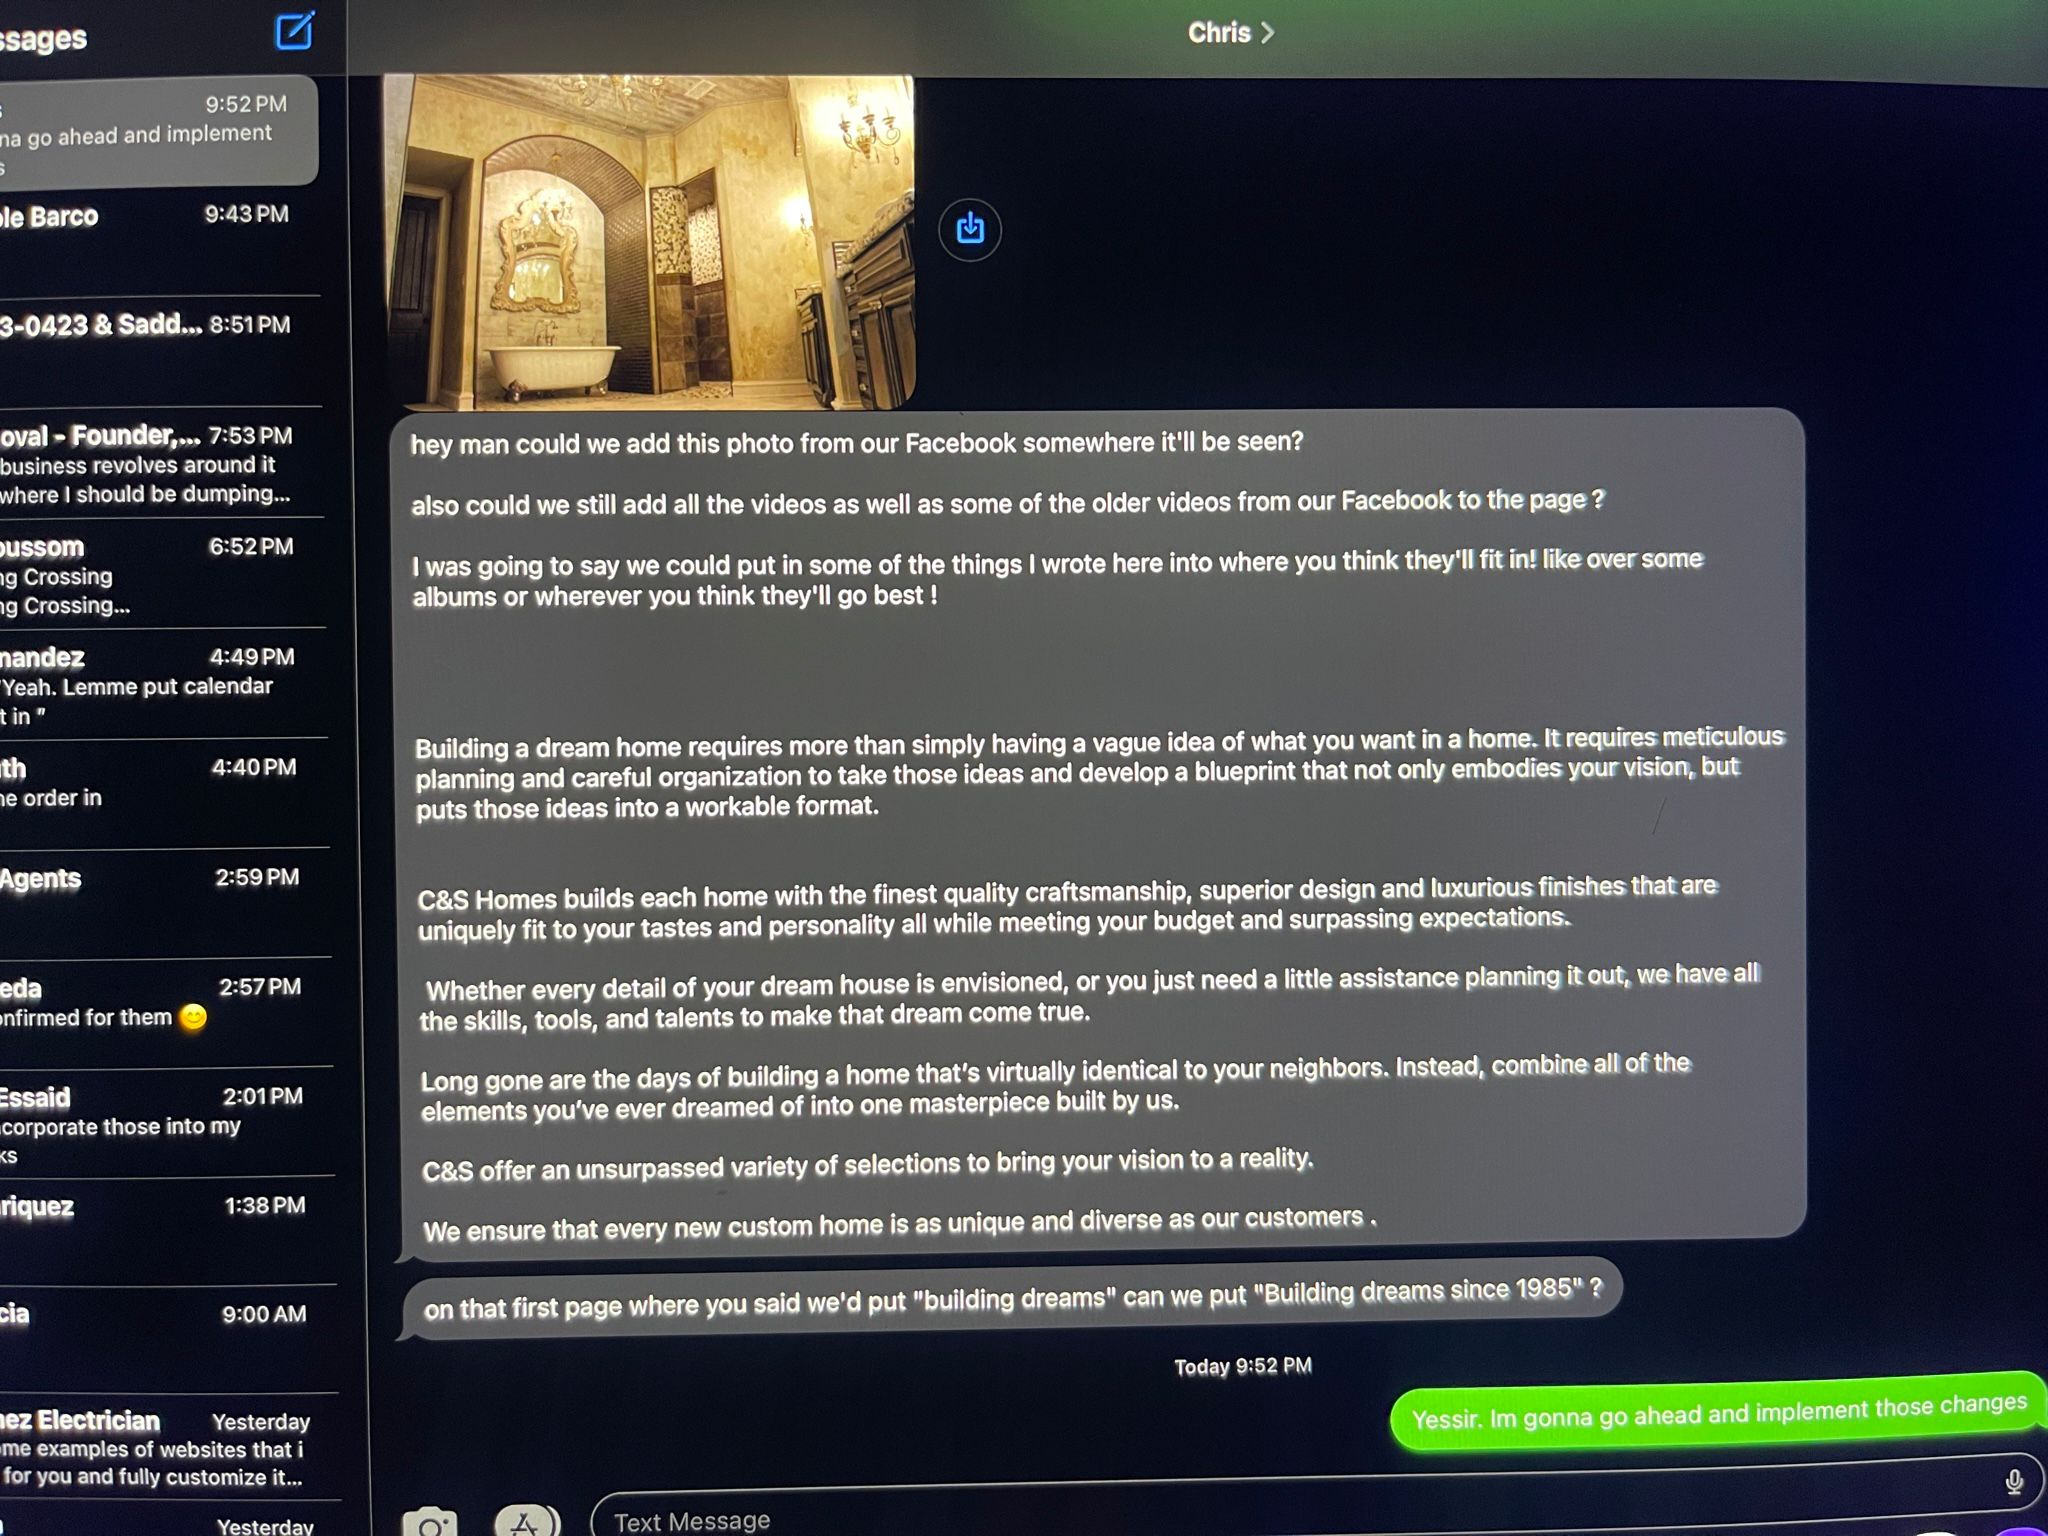 ssages
Chris >
9:52 PM
na go ahead and implement
s
le Barco 9:43 PM
3-0423 & Sadd... 8:51 PM
oval - Founder,... 7:53 PM
business revolves around it
where I should be dumping...
oussom 6:52 PM
ng Crossing
ng Crossing...
nandez 4:49 PM
"Yeah. Lemme put calendar
t in "
th 4:40 PM
ne order in
Agents 2:59 PM
eda 2:57 PM
onfirmed for them 😊
Essaid 2:01 PM
corporate those into my
ks
riquez 1:38 PM
cia 9:00 AM
nez Electrician Yesterday
me examples of websites that i
for you and fully customize it...
Yesterday
hey man could we add this photo from our Facebook somewhere it'll be seen?
also could we still add all the videos as well as some of the older videos from our Facebook to the page ?
I was going to say we could put in some of the things I wrote here into where you think they'll fit in! like over some
albums or wherever you think they'll go best !
Building a dream home requires more than simply having a vague idea of what you want in a home. It requires meticulous
planning and careful organization to take those ideas and develop a blueprint that not only embodies your vision, but
puts those ideas into a workable format.
C&S Homes builds each home with the finest quality craftsmanship, superior design and luxurious finishes that are
uniquely fit to your tastes and personality all while meeting your budget and surpassing expectations.
Whether every detail of your dream house is envisioned, or you just need a little assistance planning it out, we have all
the skills, tools, and talents to make that dream come true.
Long gone are the days of building a home that's virtually identical to your neighbors. Instead, combine all of the
elements you've ever dreamed of into one masterpiece built by us.
C&S offer an unsurpassed variety of selections to bring your vision to a reality.
We ensure that every new custom home is as unique and diverse as our customers .
on that first page where you said we'd put "building dreams" can we put "Building dreams since 1985" ?
Today 9:52 PM
Yessir. Im gonna go ahead and implement those changes
Text Message